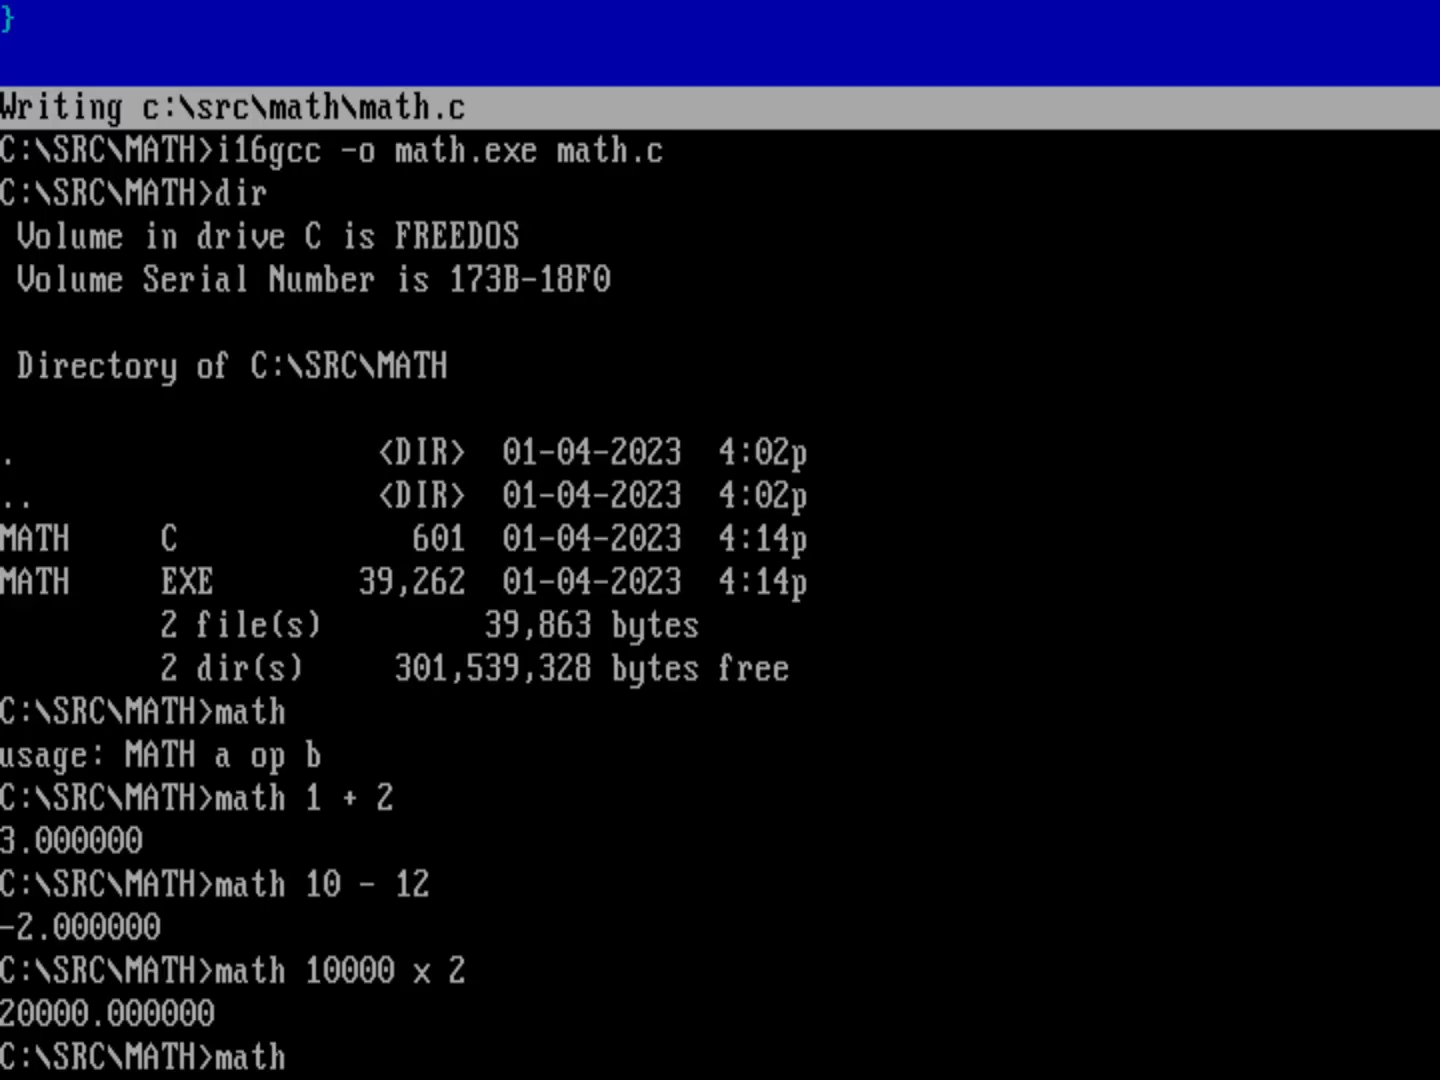 }
Writing c:\src\math\math.c
C:\SRC\MATH>i16gcc -o math.exe math.c
C:\SRC\MATH>dir
Volume in drive C is FREEDOS
Volume Serial Number is 173B-18F0
Directory of C:\SRC\MATH
. <DIR> 01-04-2023 4:02p
.. <DIR> 01-04-2023 4:02p
MATH C 601 01-04-2023 4:14p
MATH EXE 39,262 01-04-2023 4:14p
2 file(s) 39,863 bytes
2 dir(s) 301,539,328 bytes free
C:\SRC\MATH>math
usage: MATH a op b
C:\SRC\MATH>math 1 + 2
3.000000
C:\SRC\MATH>math 10 - 12
-2.000000
C:\SRC\MATH>math 10000 x 2
20000.000000
C:\SRC\MATH>math